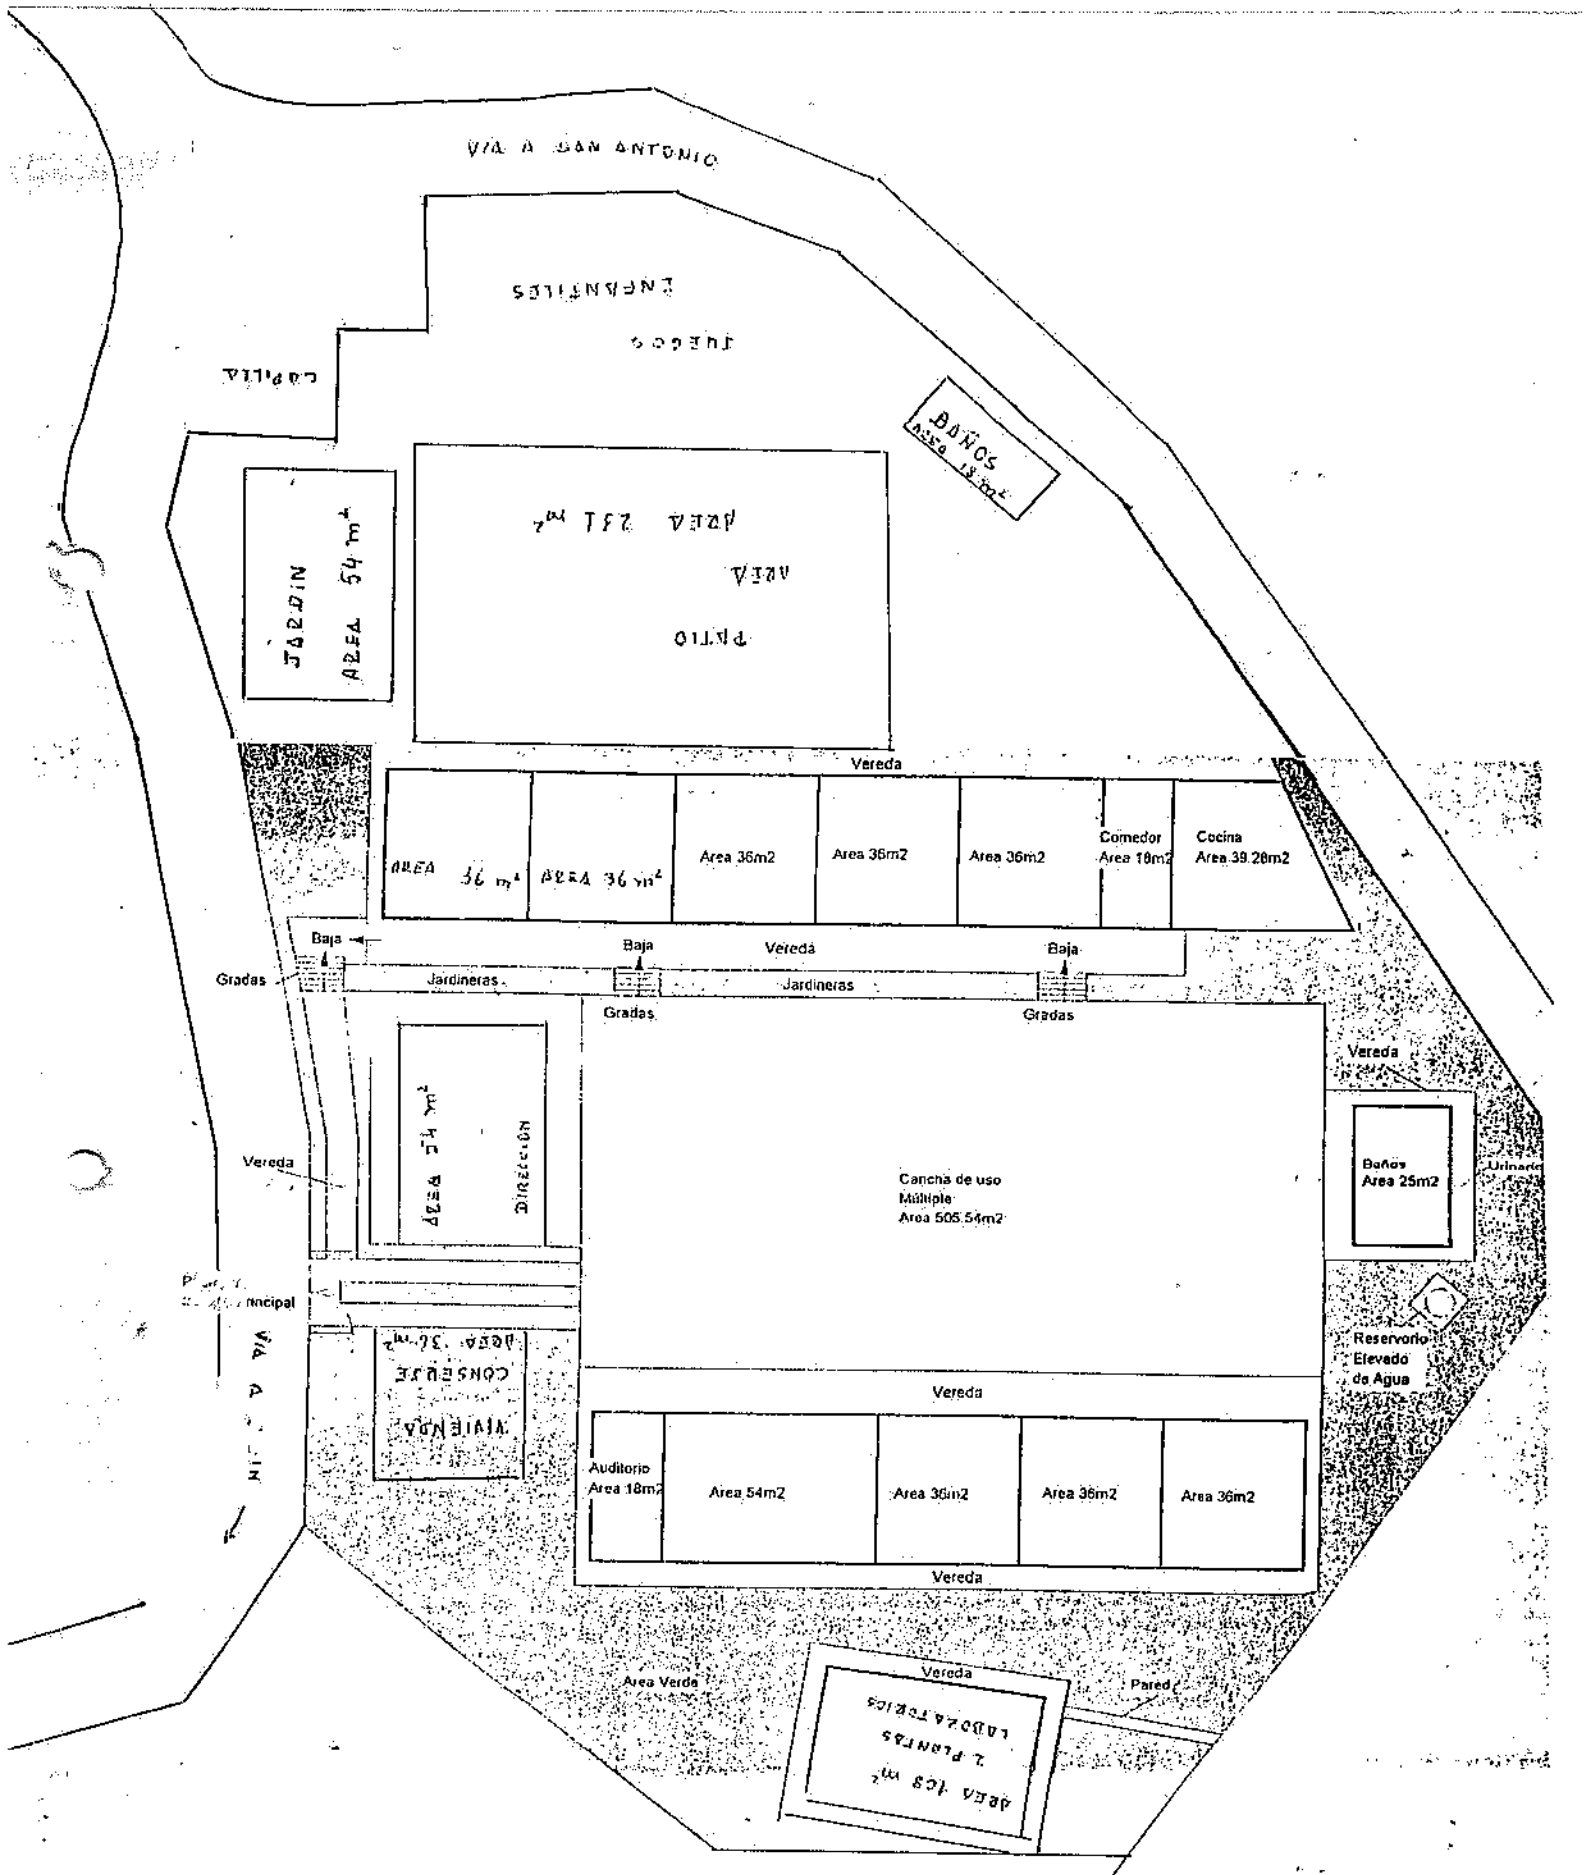 VIA A SAN ANTONIO
JUEGOS
INFANTILES
CAPILLA
BAÑOS
AREA 18 m²
JARDIN
AREA 54 m²
PATIO
AREA
AREA 231 m²
Vereda
AREA 36 m²
AREA 36 m²
Area 36m2
Area 36m2
Area 36m2
Comedor
Area 18m2
Cocina
Area 39.28m2
Baja
Baja
Vereda
Baja
Gradas
Jardineras
Jardineras
Gradas
Gradas
Vereda
AREA 54 m²
DIRECCION
Vereda
Cancha de uso
Múltiple
Area 505.54m2
Baños
Area 25m2
Urinario
rincipal
VIA A
VIVIENDA
CONSERJE
AREA 36 m²
Reservorio
Elevado
de Agua
Vereda
Auditorio
Area 18m2
Area 54m2
Area 36m2
Area 36m2
Area 36m2
Vereda
Area Verde
Vereda
Pared
AREA 108 m²
2 PLANTAS
LABORATORIOS